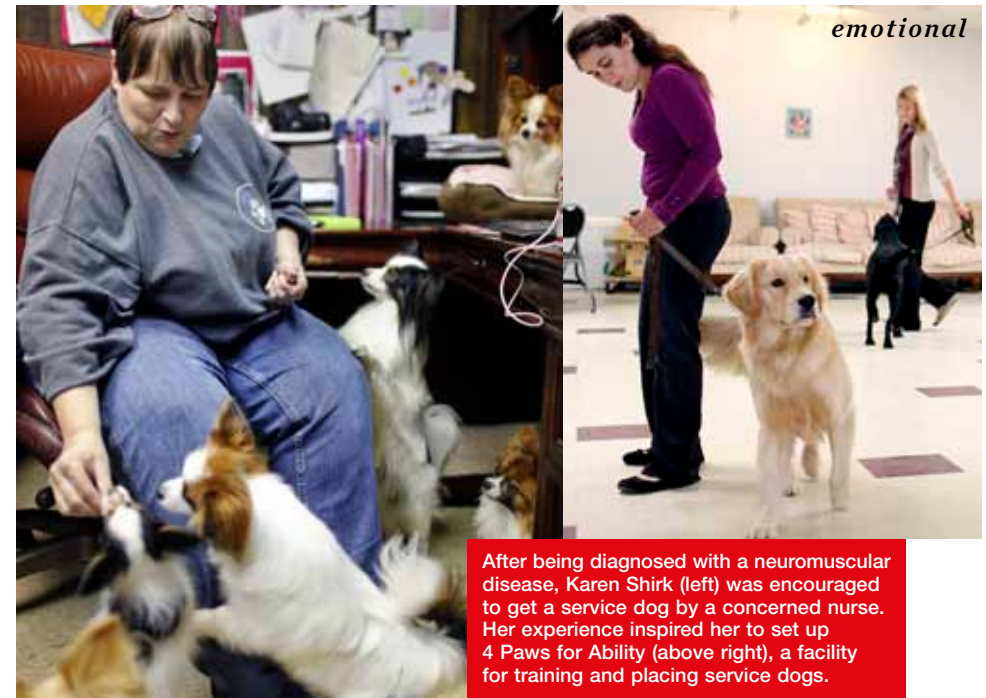 emotional
After being diagnosed with a neuromuscular
disease, Karen Shirk (left) was encouraged
to get a service dog by a concerned nurse.
Her experience inspired her to set up
4 Paws for Ability (above right), a facility
for training and placing service dogs.